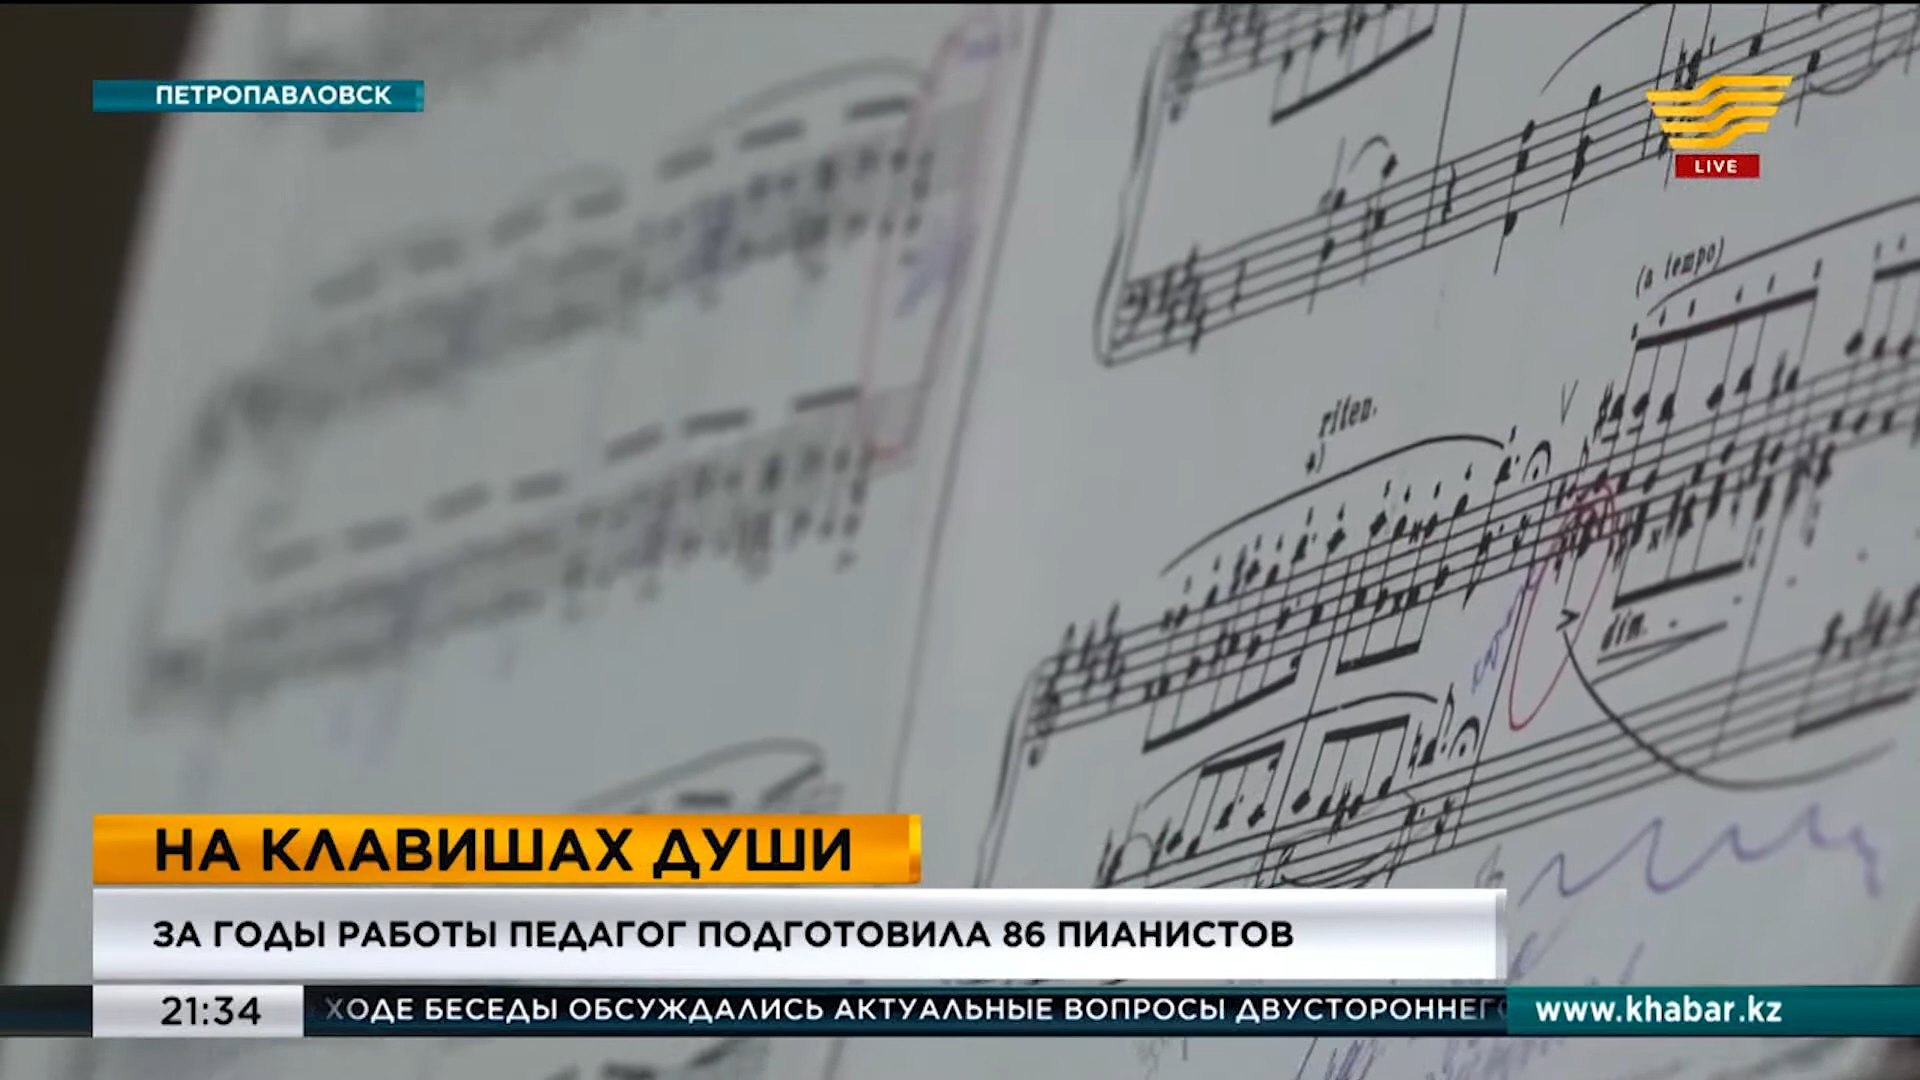 ПЕТРОПАВЛОВСК
LIVE
(a tempo)
riten.
dim.
НА КЛАВИШАХ ДУШИ
ЗА ГОДЫ РАБОТЫ ПЕДАГОГ ПОДГОТОВИЛА 86 ПИАНИСТОВ
21:34
ХОДЕ БЕСЕДЫ ОБСУЖДАЛИСЬ АКТУАЛЬНЫЕ ВОПРОСЫ ДВУСТОРОННЕГ
www.khabar.kz